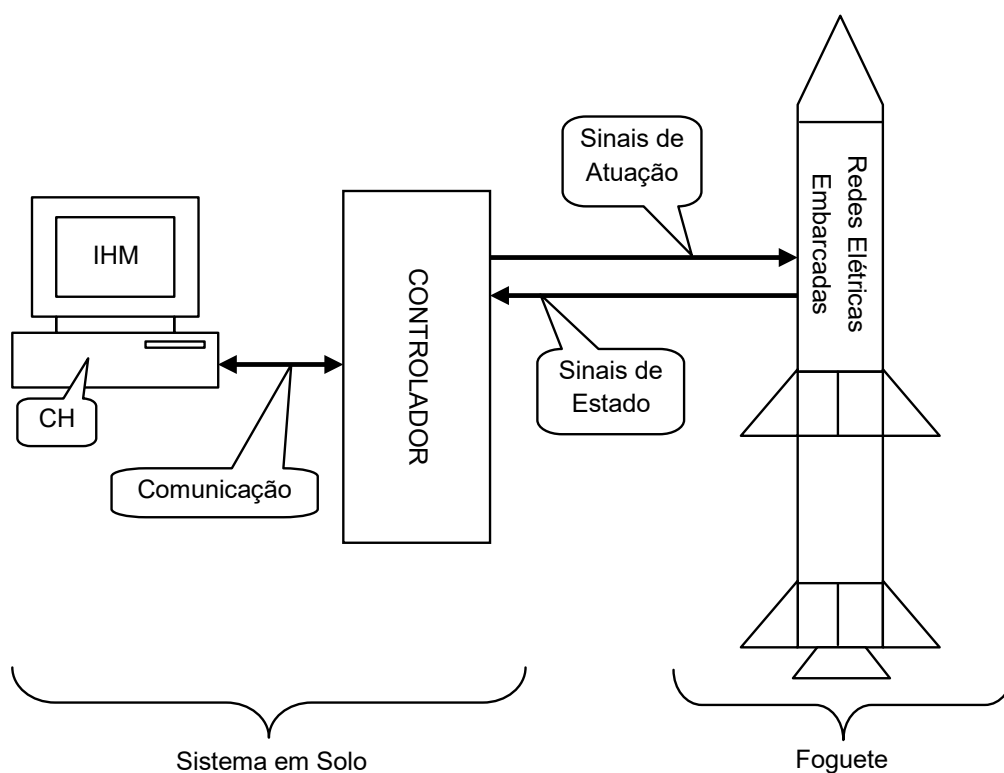 Sinais de
Atuação
Redes Elétricas
Embarcadas
IHM
CONTROLADOR
Sinais de
Estado
CH
Comunicação
Sistema em Solo
Foguete